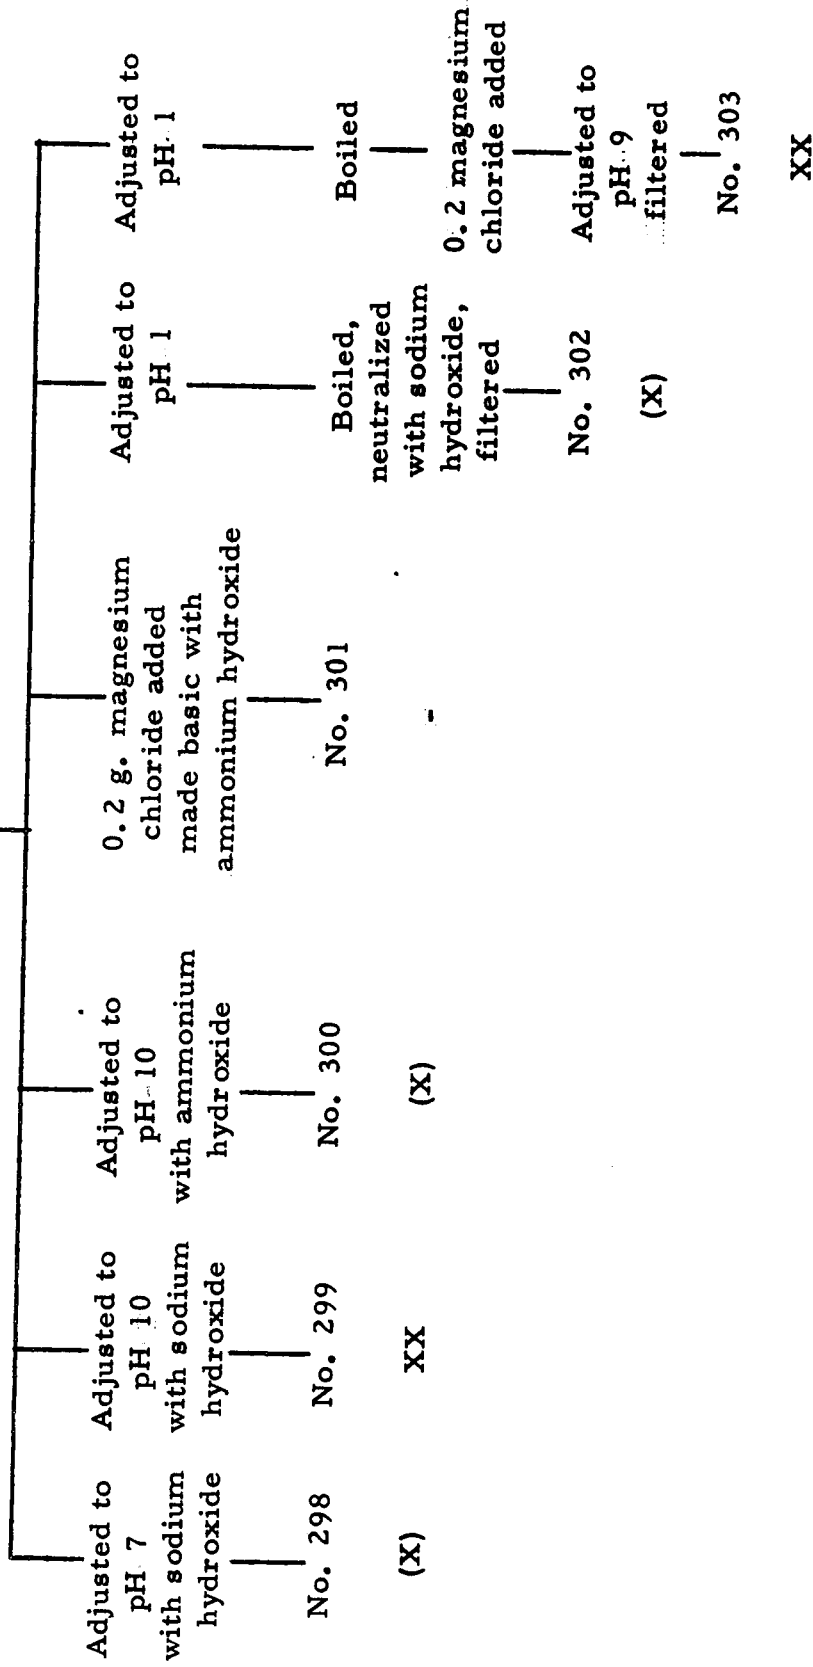 Adjusted to
pH 7
with sodium
hydroxide
No. 298
(X)
Adjusted to
pH 10
with sodium
hydroxide
No. 299
XX
Adjusted to
pH 10
with ammonium
hydroxide
No. 300
(X)
0.2 g. magnesium
chloride added
made basic with
ammonium hydroxide
No. 301
-
Adjusted to
pH 1
Boiled,
neutralized
with sodium
hydroxide,
filtered
No. 302
(X)
Adjusted to
pH 1
Boiled
0.2 magnesium
chloride added
Adjusted to
pH 9
filtered
No. 303
XX